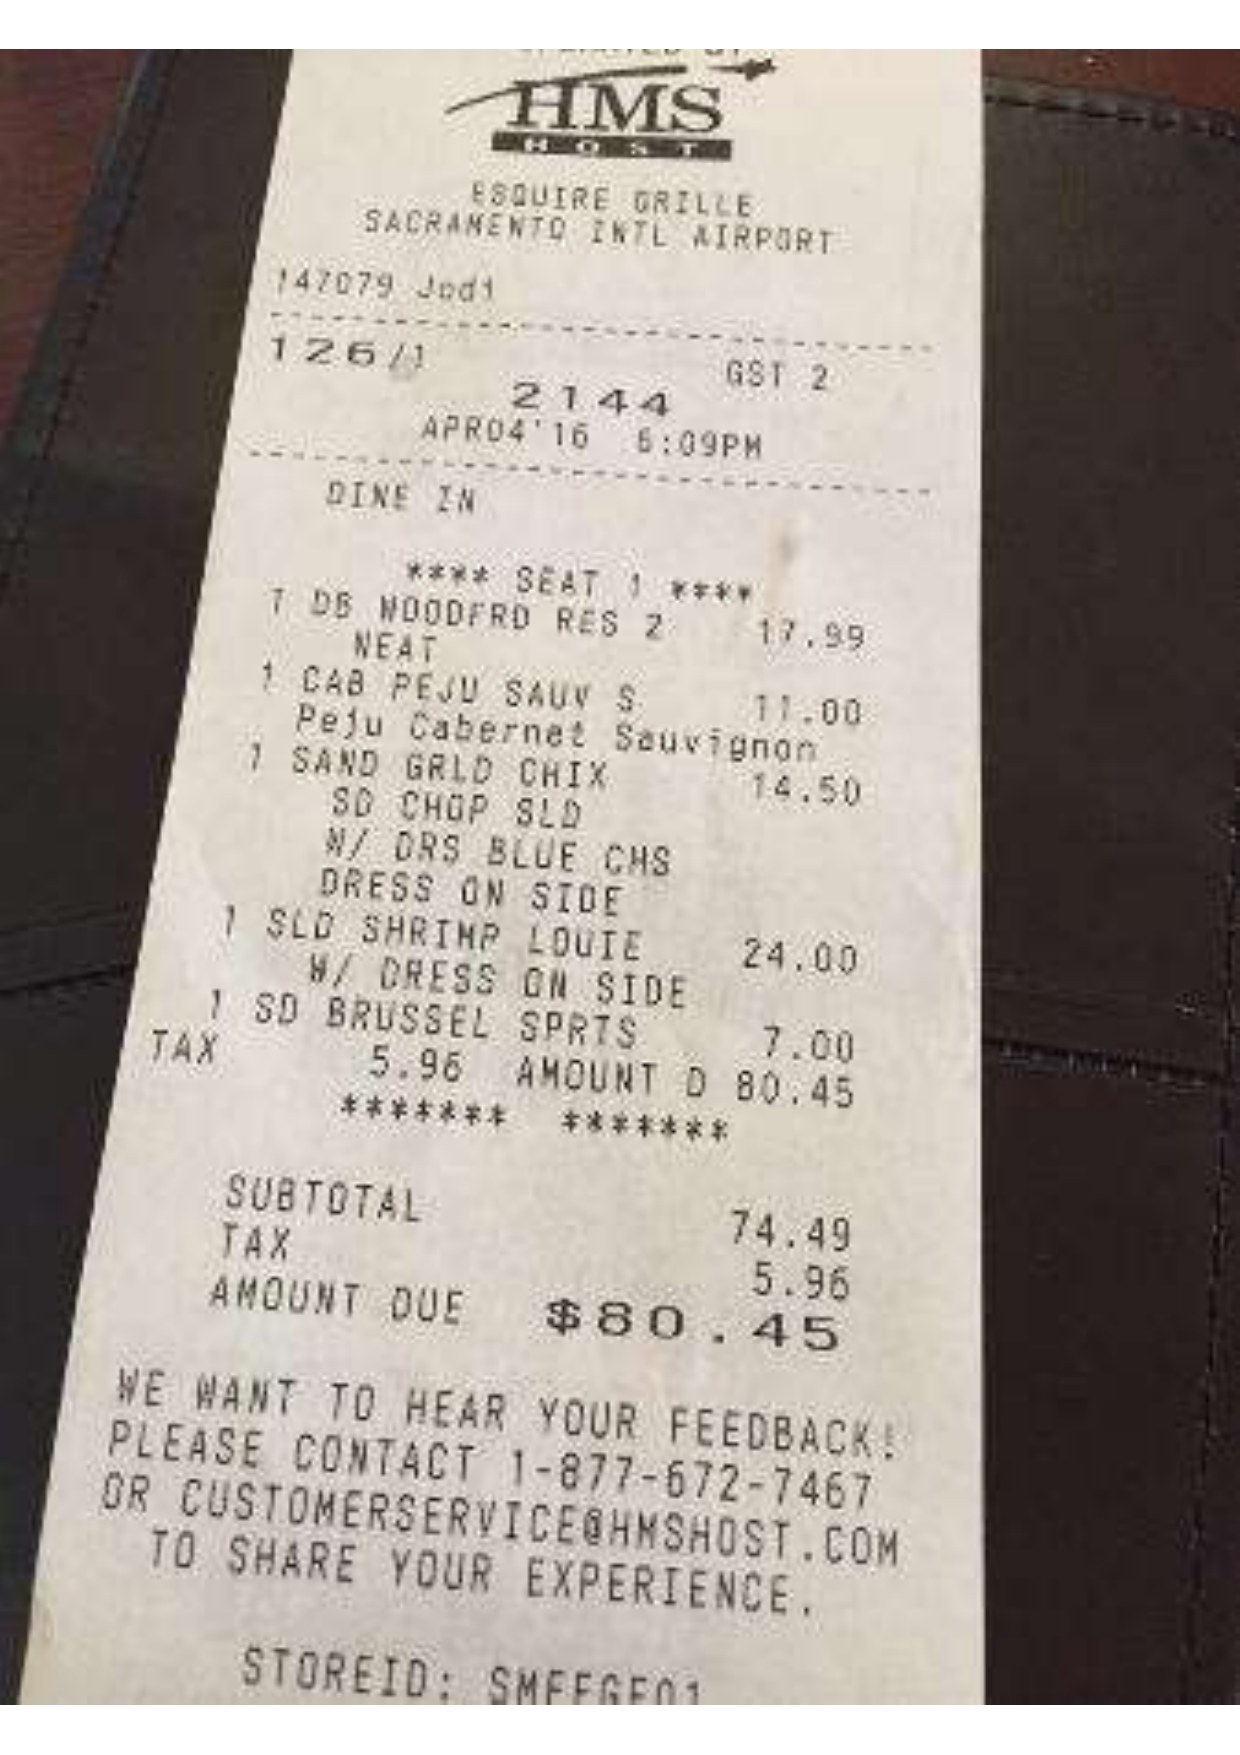 HMS
HOST
ESQUIRE GRILLE
SACRAMENTO INTL AIRPORT
147079 Jodi
126/1 GST 2
2144
APR04'16 6:09PM
DINE IN
**** SEAT 1 ****
1 DB WOODFRD RES 2 17.99
NEAT
1 CAB PEJU SAUV S 11.00
Peju Cabernet Sauvignon
1 SAND GRLD CHIX 14.50
SD CHOP SLD
W/ DRS BLUE CHS
DRESS ON SIDE
1 SLD SHRIMP LOUIE 24.00
W/ DRESS ON SIDE
1 SD BRUSSEL SPRTS 7.00
TAX 5.96 AMOUNT D 80.45
******* *******
SUBTOTAL 74.49
TAX 5.96
AMOUNT DUE $80.45
WE WANT TO HEAR YOUR FEEDBACK!
PLEASE CONTACT 1-877-672-7467
OR CUSTOMERSERVICE@HMSHOST.COM
TO SHARE YOUR EXPERIENCE.
STOREID: